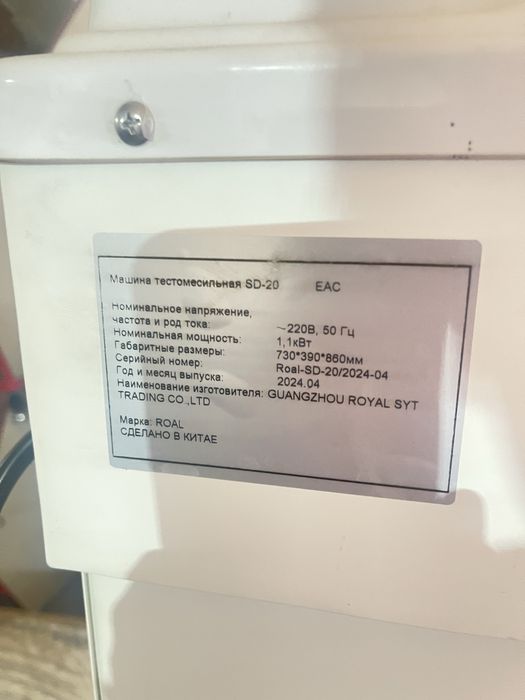 Машина тестомесильная SD-20 EAC
Номинальное напряжение,
частота и род тока: ~220В, 50 Гц
Номинальная мощность: 1,1кВт
Габаритные размеры: 730*390*860мм
Серийный номер: Roal-SD-20/2024-04
Год и месяц выпуска: 2024.04
Наименование изготовителя: GUANGZHOU ROYAL SYT
TRADING CO.,LTD
Марка: ROAL
СДЕЛАНО В КИТАЕ